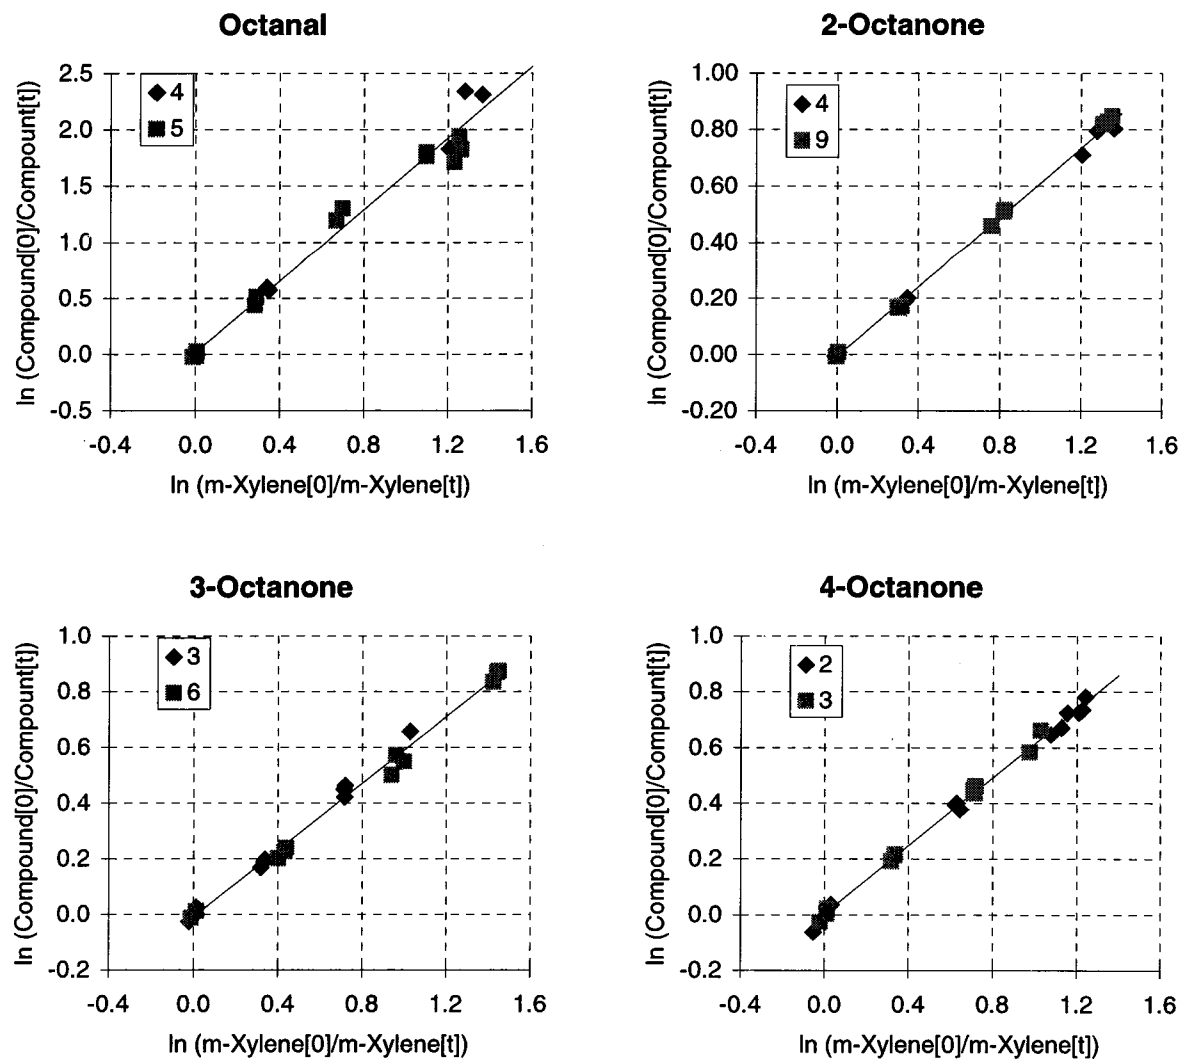 Octanal
ln (Compound[0]/Compount[t])
2.5
2.0
1.5
1.0
0.5
0.0
-0.5
4
5
-0.4 0.0 0.4 0.8 1.2 1.6
ln (m-Xylene[0]/m-Xylene[t])
2-Octanone
ln (Compound[0]/Compount[t])
1.00
0.80
0.60
0.40
0.20
0.00
-0.20
4
9
-0.4 0.0 0.4 0.8 1.2 1.6
ln (m-Xylene[0]/m-Xylene[t])
3-Octanone
ln (Compound[0]/Compount[t])
1.0
0.8
0.6
0.4
0.2
0.0
-0.2
3
6
-0.4 0.0 0.4 0.8 1.2 1.6
ln (m-Xylene[0]/m-Xylene[t])
4-Octanone
ln (Compound[0]/Compount[t])
1.0
0.8
0.6
0.4
0.2
0.0
-0.2
2
3
-0.4 0.0 0.4 0.8 1.2 1.6
ln (m-Xylene[0]/m-Xylene[t])